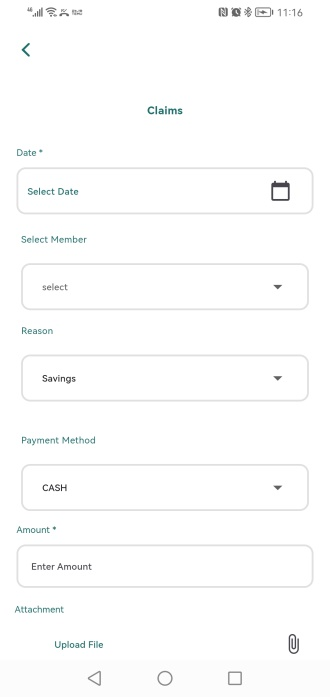 11:16
Claims
Date *
Select Date
Select Member
select
Reason
Savings
Payment Method
CASH
Amount *
Enter Amount
Attachment
Upload File